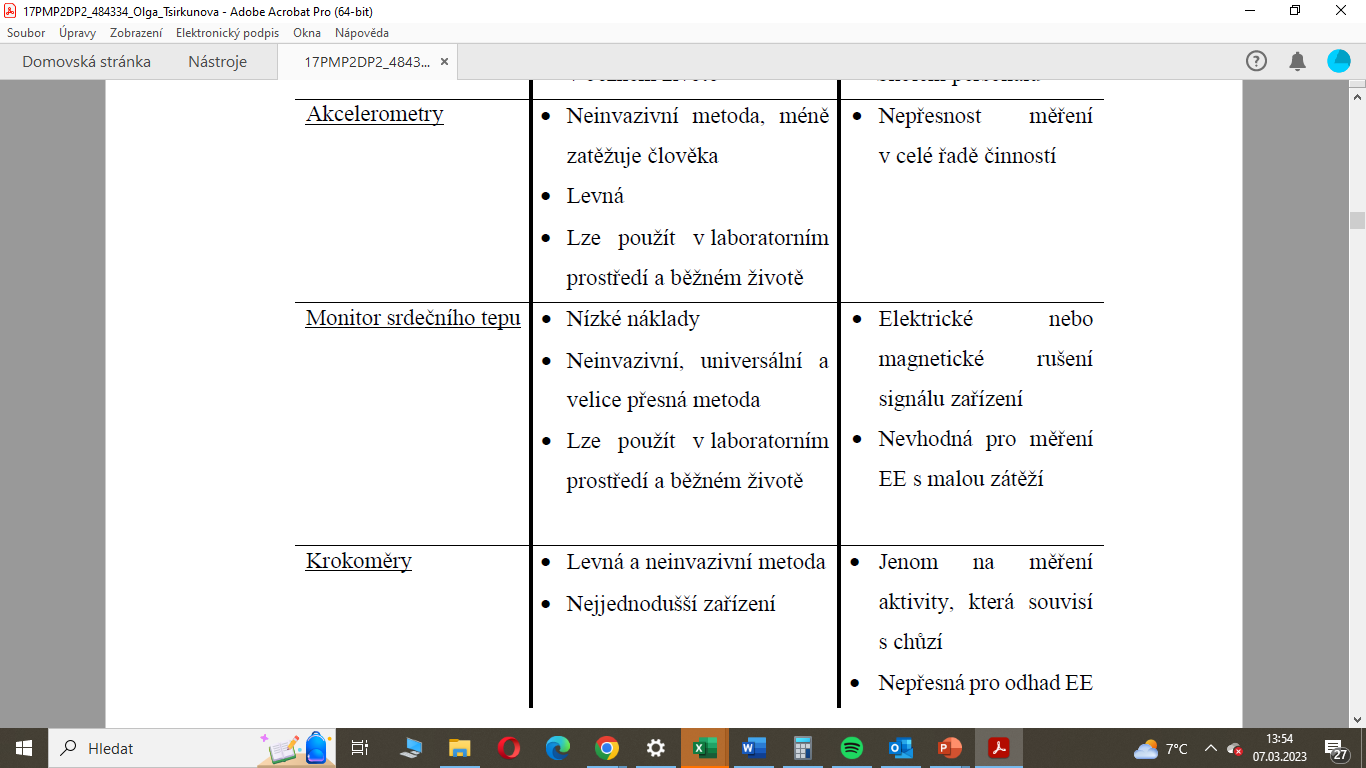 17PMP2DP2_484334_Olga_Tsirkunova - Adobe Acrobat Pro (64-bit)
Soubor Úpravy Zobrazení Elektronický podpis Okna Nápověda
Domovská stránka Nástroje 17PMP2DP2_4843... ×
Akcelerometry
• Neinvazivní metoda, méně
zatěžuje člověka
• Levná
• Lze použít v laboratorním
prostředí a běžném životě
• Nepřesnost měření
v celé řadě činností
Monitor srdečního tepu
• Nízké náklady
• Neinvazivní, universální a
velice přesná metoda
• Lze použít v laboratorním
prostředí a běžném životě
• Elektrické nebo
magnetické rušení
signálu zařízení
• Nevhodná pro měření
EE s malou zátěží
Krokoměry
• Levná a neinvazivní metoda
• Nejjednodušší zařízení
• Jenom na měření
aktivity, která souvisí
s chůzí
• Nepřesná pro odhad EE
Hledat
7°C
13:54
07.03.2023
27